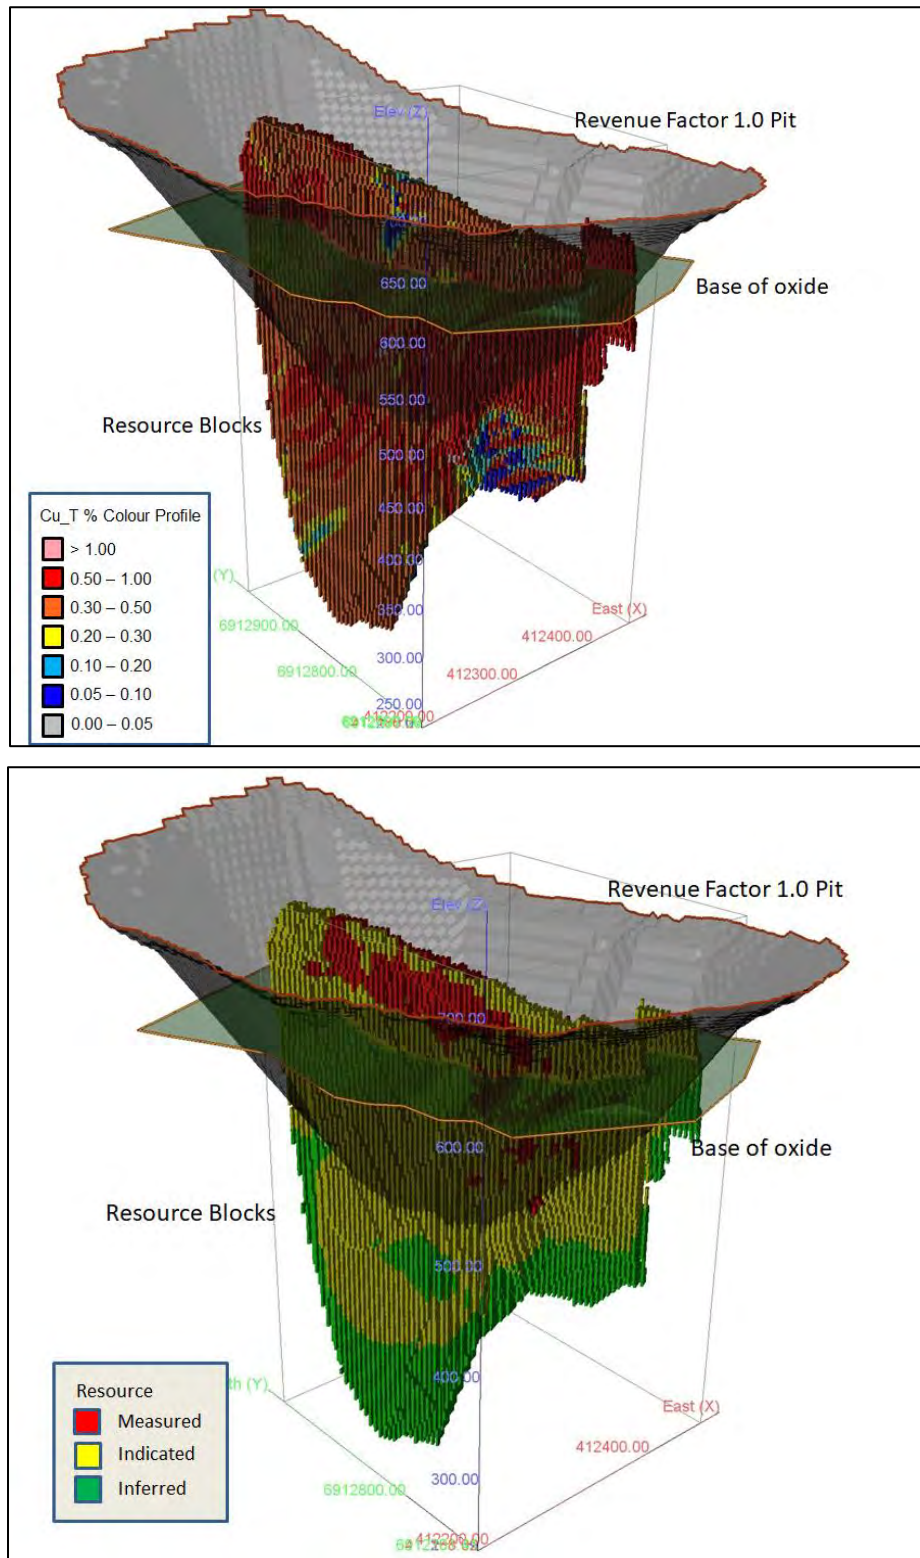 Elev (Z)
Revenue Factor 1.0 Pit
650.00
Base of oxide
600.00
550.00
Resource Blocks
500.00
450.00
Cu_T % Colour Profile
> 1.00
0.50 – 1.00
0.30 – 0.50
0.20 – 0.30
0.10 – 0.20
0.05 – 0.10
0.00 – 0.05
400.00
350.00
(Y)
East (X)
6912900.00
412400.00
300.00
6912800.00
412300.00
250.00
412200.00
Revenue Factor 1.0 Pit
Elev (Z)
700.00
600.00
Base of oxide
Resource Blocks
500.00
400.00
Resource
Measured
Indicated
Inferred
th (Y)
East (X)
412400.00
300.00
6912800.00
412200.00